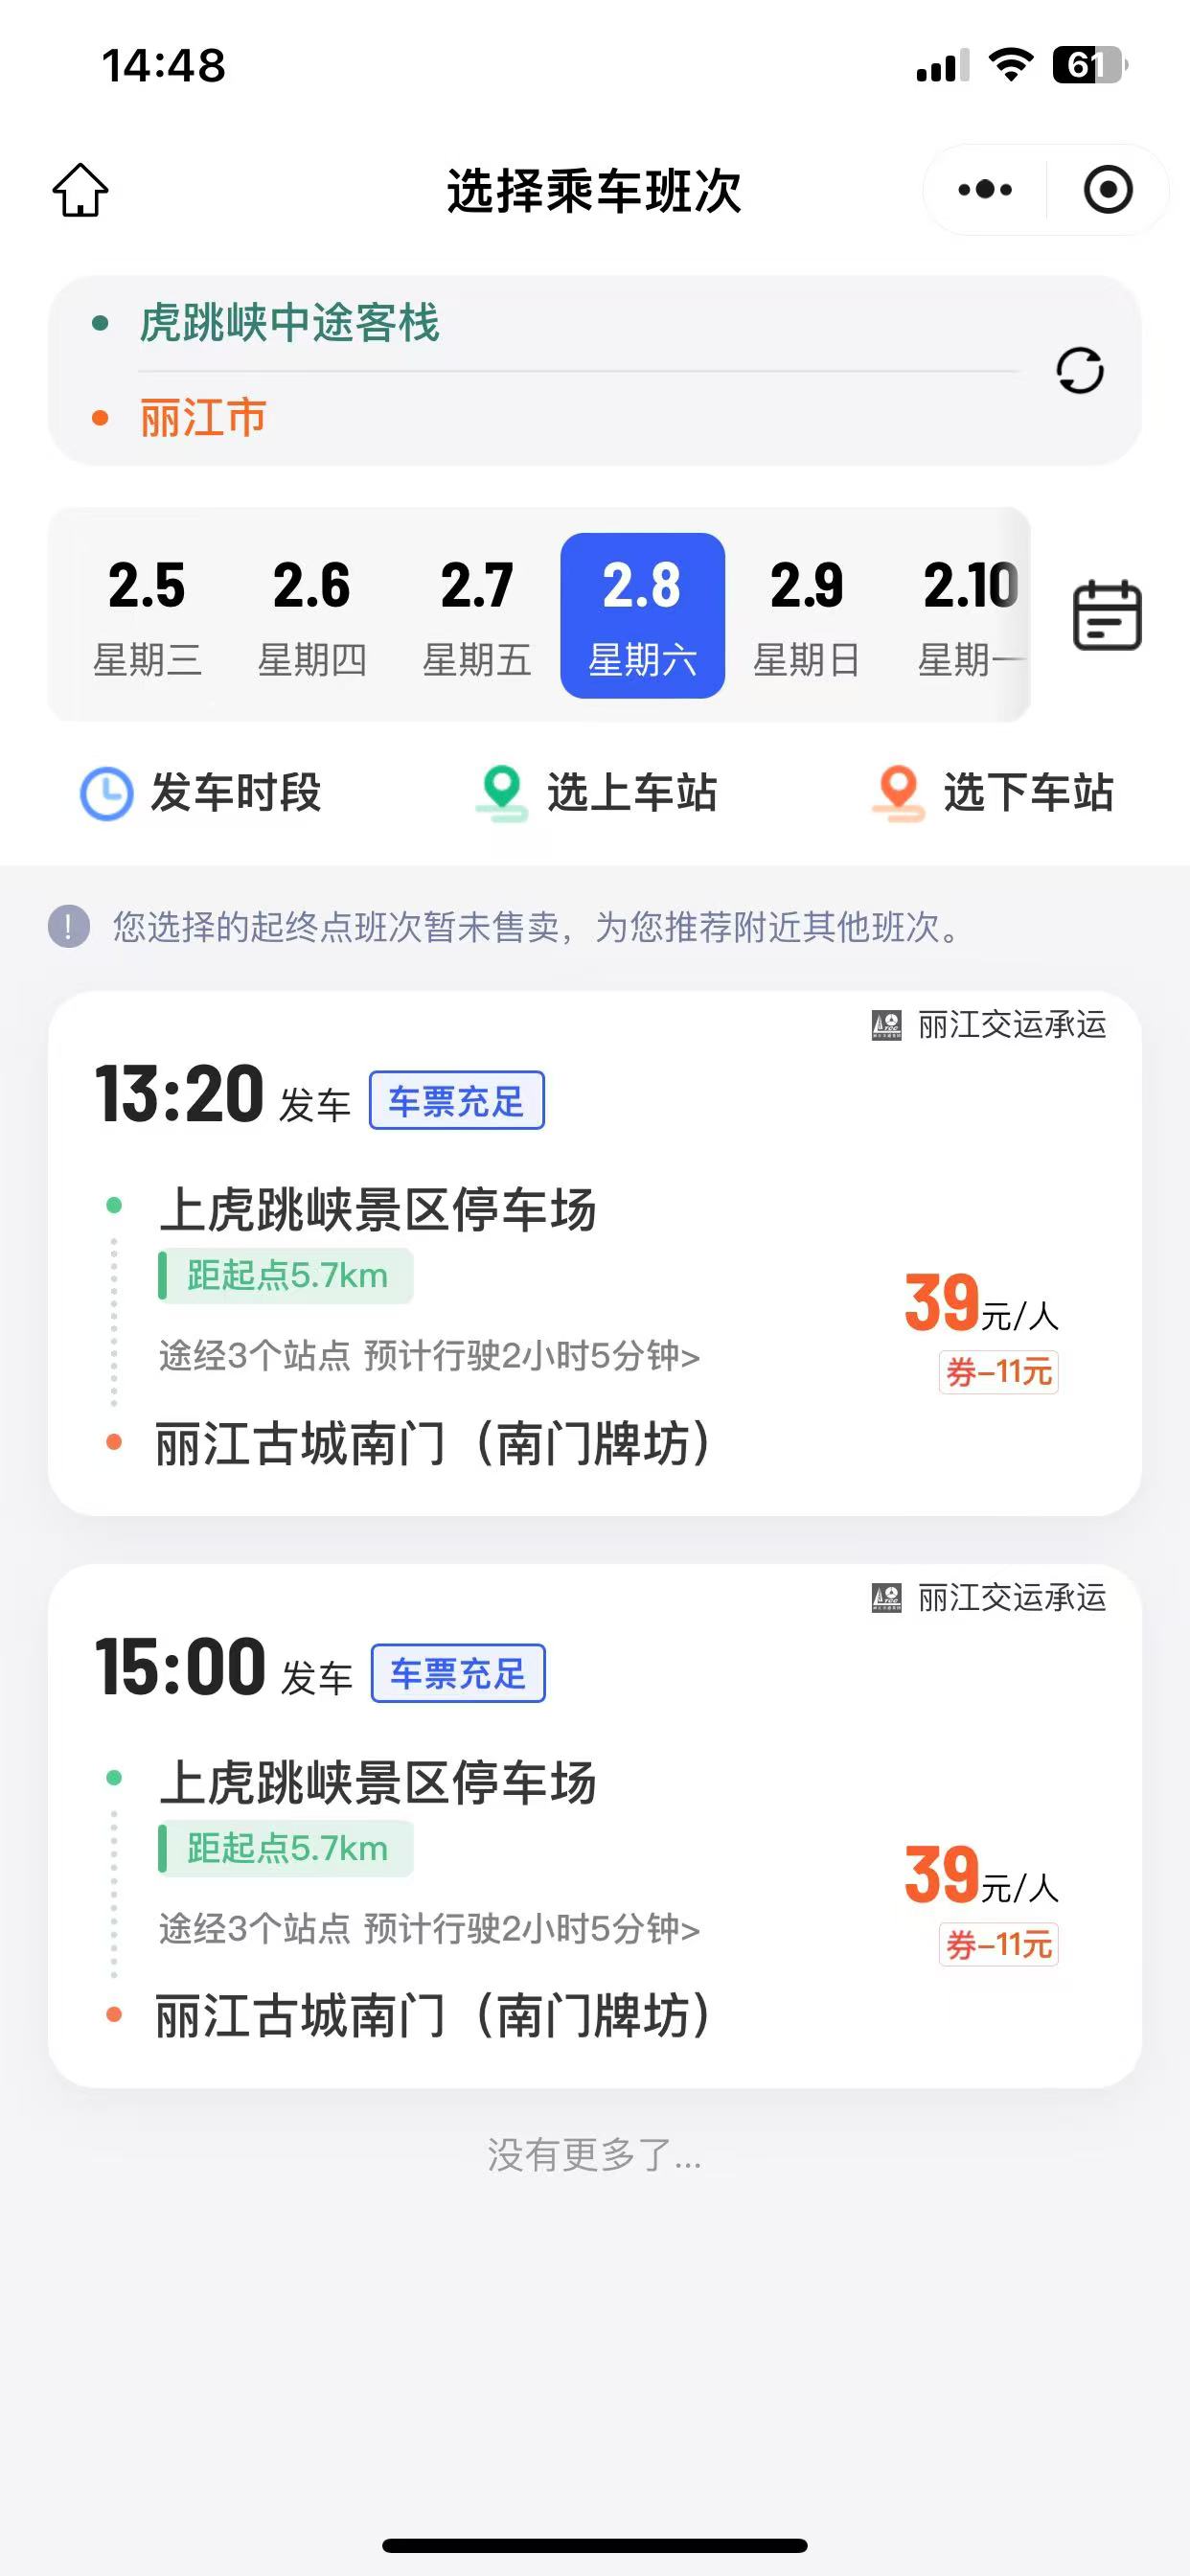 14:48
61
选择乘车班次
虎跳峡中途客栈
丽江市
2.5 2.6 2.7 2.8 2.9 2.10
星期三 星期四 星期五 星期六 星期日 星期一
发车时段 选上车站 选下车站
您选择的起终点班次暂未售卖，为您推荐附近其他班次。
丽江交运承运
13:20 发车 车票充足
上虎跳峡景区停车场
距起点5.7km
39元/人
途经3个站点 预计行驶2小时5分钟>
券-11元
丽江古城南门（南门牌坊）
丽江交运承运
15:00 发车 车票充足
上虎跳峡景区停车场
距起点5.7km
39元/人
途经3个站点 预计行驶2小时5分钟>
券-11元
丽江古城南门（南门牌坊）
没有更多了...